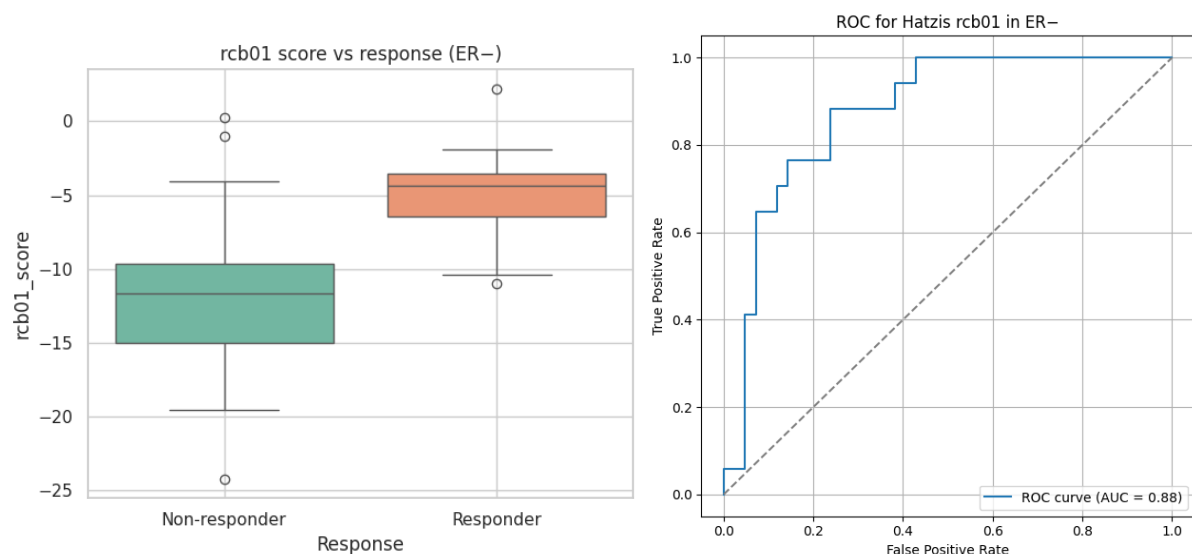 rcb01 score vs response (ER−)
rcb01_score
0
−5
−10
−15
−20
−25
Non-responder
Responder
Response
ROC for Hatzis rcb01 in ER−
True Positive Rate
1.0
0.8
0.6
0.4
0.2
0.0
0.0
0.2
0.4
0.6
0.8
1.0
False Positive Rate
ROC curve (AUC = 0.88)